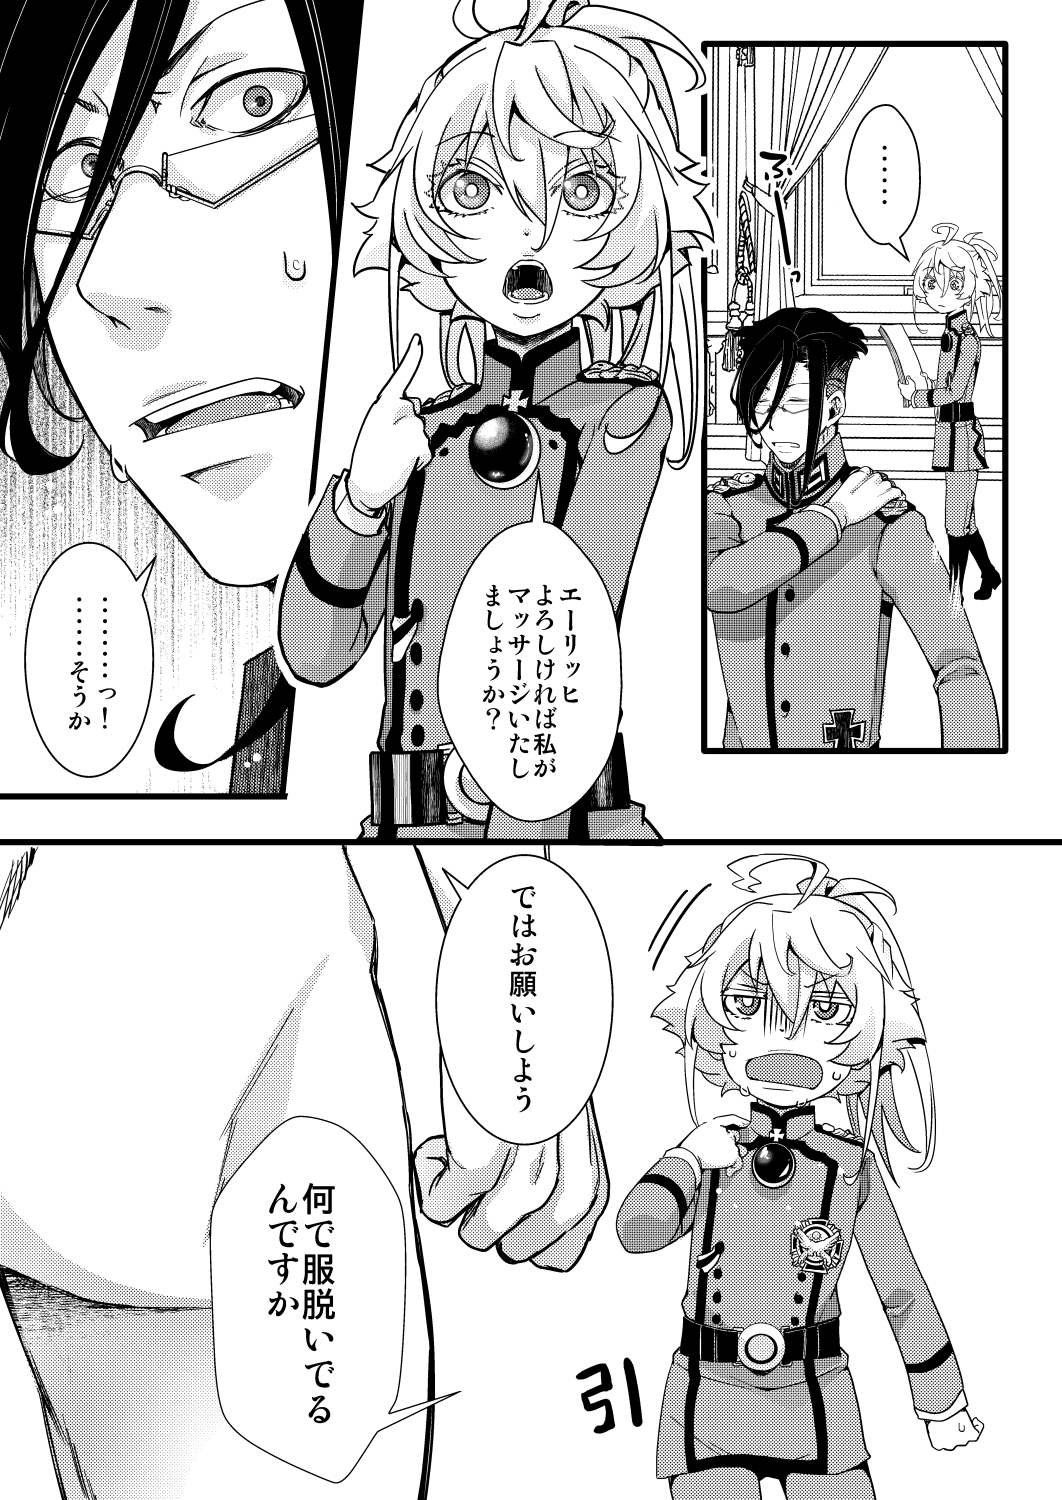 ………
ふーっ
エーリッヒ
よろしければ私が
マッサージいたし
ましょうか？
………っ！
……そうか
ではお願いしよう
引
何で服脱いでる
んですか